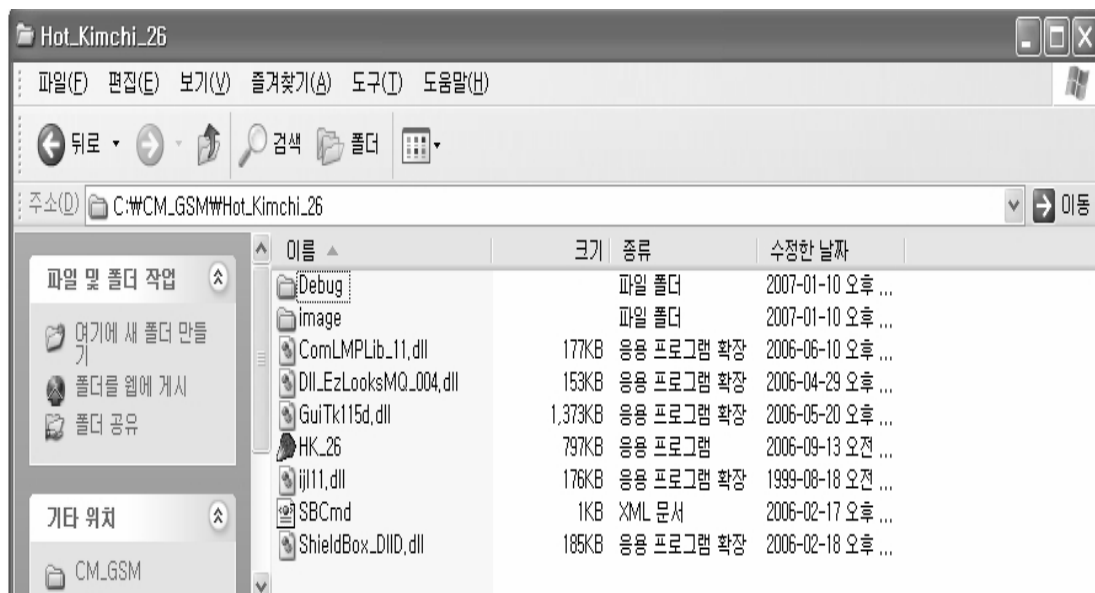 Hot_Kimchi_26
파일(F) 편집(E) 보기(V) 즐겨찾기(A) 도구(T) 도움말(H)
뒤로 검색 폴더
주소(D) C:₩CM_GSM₩Hot_Kimchi_26 이동
파일 및 폴더 작업
여기에 새 폴더 만들
기
폴더를 웹에 게시
폴더 공유
기타 위치
CM_GSM
이름 크기 종류 수정한 날짜
Debug 파일 폴더 2007-01-10 오후 ...
image 파일 폴더 2007-01-10 오후 ...
ComLMPLib_11.dll 177KB 응용 프로그램 확장 2006-06-10 오후 ...
Dll_EzLooksMQ_004.dll 153KB 응용 프로그램 확장 2006-04-29 오후 ...
GuiTk115d.dll 1,373KB 응용 프로그램 확장 2006-05-20 오후 ...
HK_26 797KB 응용 프로그램 2006-09-13 오전 ...
ijl11.dll 176KB 응용 프로그램 확장 1999-08-18 오전 ...
SBCmd 1KB XML 문서 2006-02-17 오후 ...
ShieldBox_DllD.dll 185KB 응용 프로그램 확장 2006-02-18 오후 ...